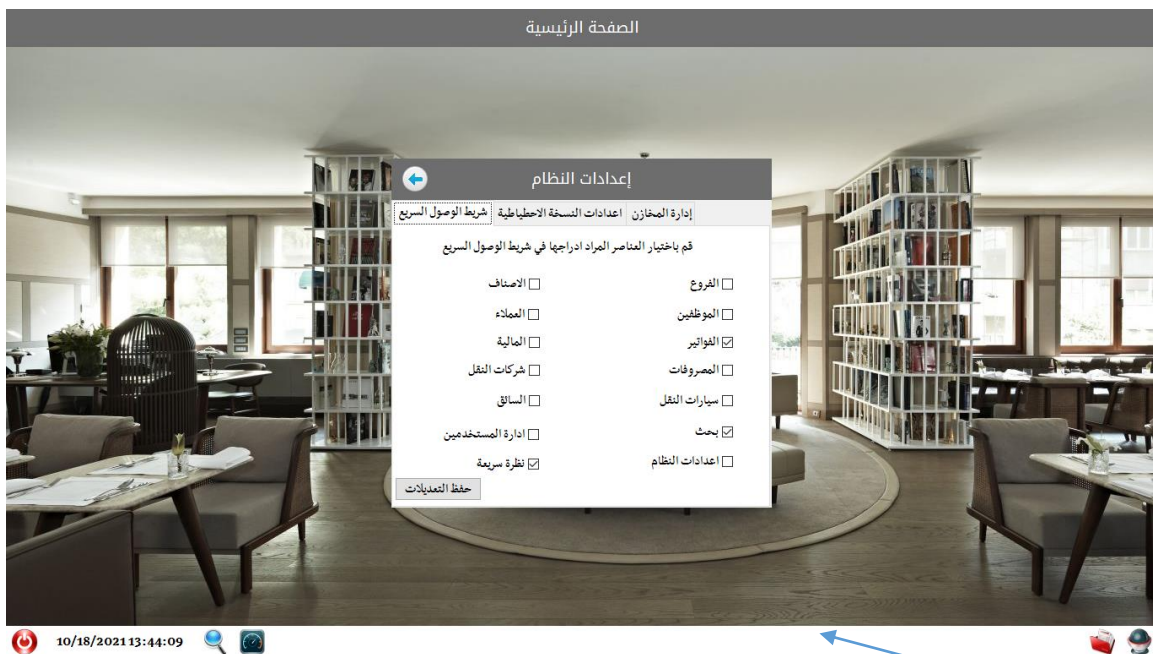 الصفحة الرئيسية
إعدادات النظام
إدارة المخازن اعدادات النسخة الاحطياطية شريط الوصول السريع
قم باختيار العناصر المراد ادراجها في شريط الوصول السريع
الفروع الاصناف
الموظفين العملاء
الفواتير المالية
المصروفات شركات النقل
سيارات النقل السائق
بحث ادارة المستخدمين
اعدادات النظام نظرة سريعة
حفظ التعديلات
10/18/2021 13:44:09